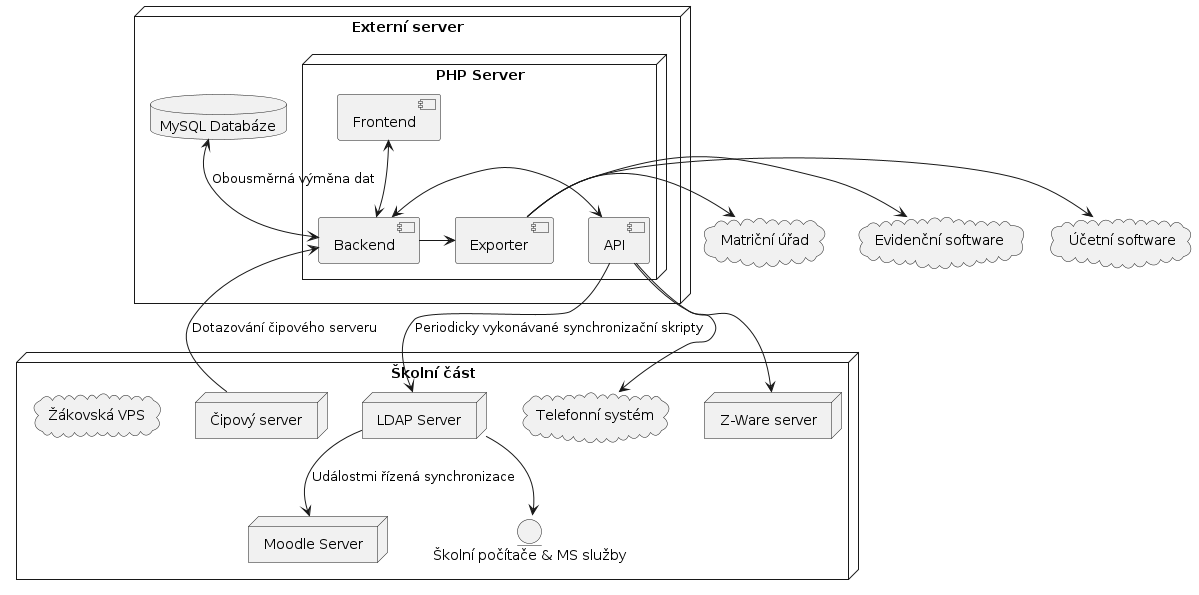 Externí server
PHP Server
MySQL Databáze
Frontend
Obousměrná výměna dat
Backend
Exporter
API
Matriční úřad
Evidenční software
Účetní software
Dotazování čipového serveru
Periodicky vykonávané synchronizační skripty
Školní část
Žákovská VPS
Čipový server
LDAP Server
Telefonní systém
Z-Ware server
Událostmi řízená synchronizace
Moodle Server
Školní počítače & MS služby